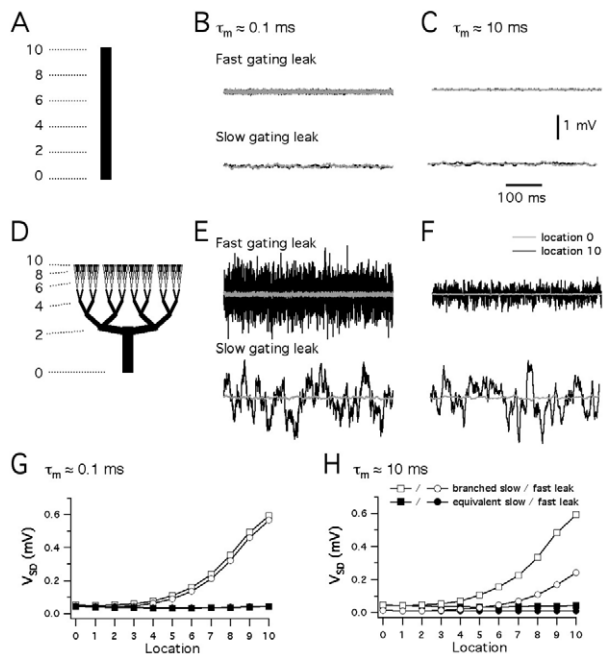 A
B τm ≈ 0.1 ms
C τm ≈ 10 ms
10
8
6
4
2
0
Fast gating leak
Slow gating leak
1 mV
100 ms
D
10
8
6
4
2
0
E
Fast gating leak
Slow gating leak
F
location 0
location 10
G τm ≈ 0.1 ms
VSD (mV)
0.6
0.4
0.2
0.0
0 1 2 3 4 5 6 7 8 9 10
Location
H τm ≈ 10 ms
/ branched slow / fast leak
/ equivalent slow / fast leak
VSD (mV)
0.6
0.4
0.2
0.0
0 1 2 3 4 5 6 7 8 9 10
Location